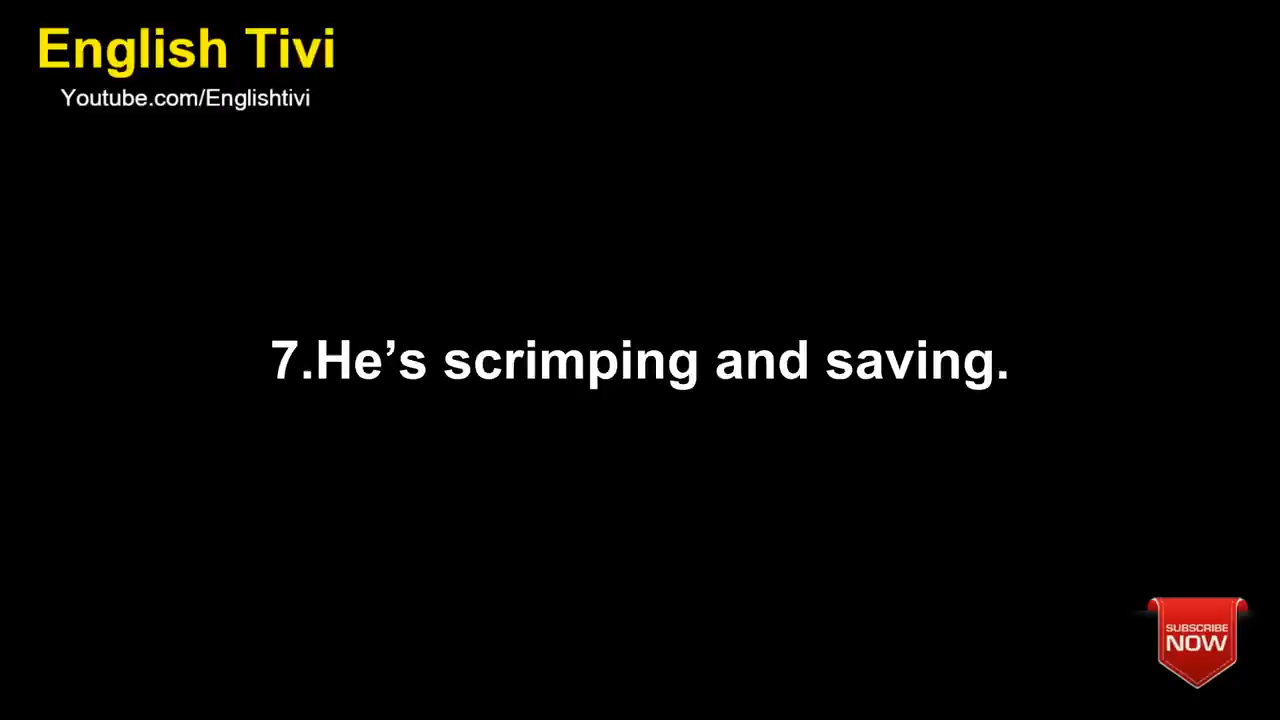 English Tivi
Youtube.com/Englishtivi
7.He’s scrimping and saving.
SUBSCRIBE
NOW